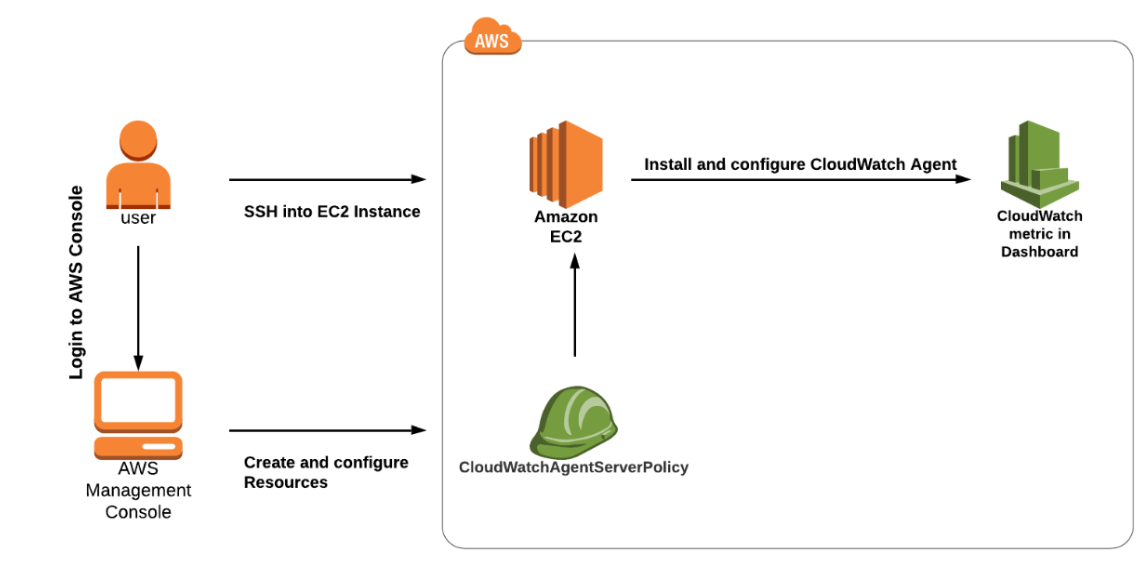 AWS
Install and configure CloudWatch Agent
SSH into EC2 Instance
user
Amazon
EC2
CloudWatch
metric in
Dashboard
Login to AWS Console
AWS
Management
Console
Create and configure
Resources
CloudWatchAgentServerPolicy